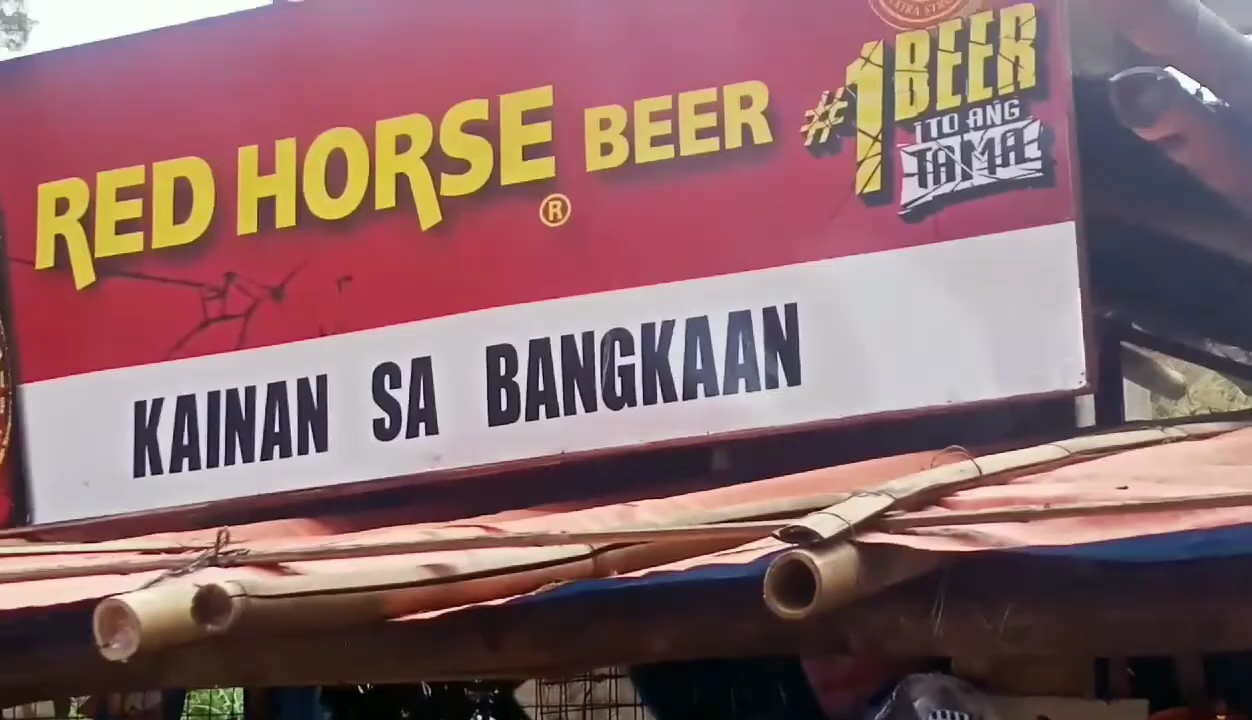 RED HORSE BEER ®
#1 BEER
ITO ANG
TAMA
KAINAN SA BANGKAAN